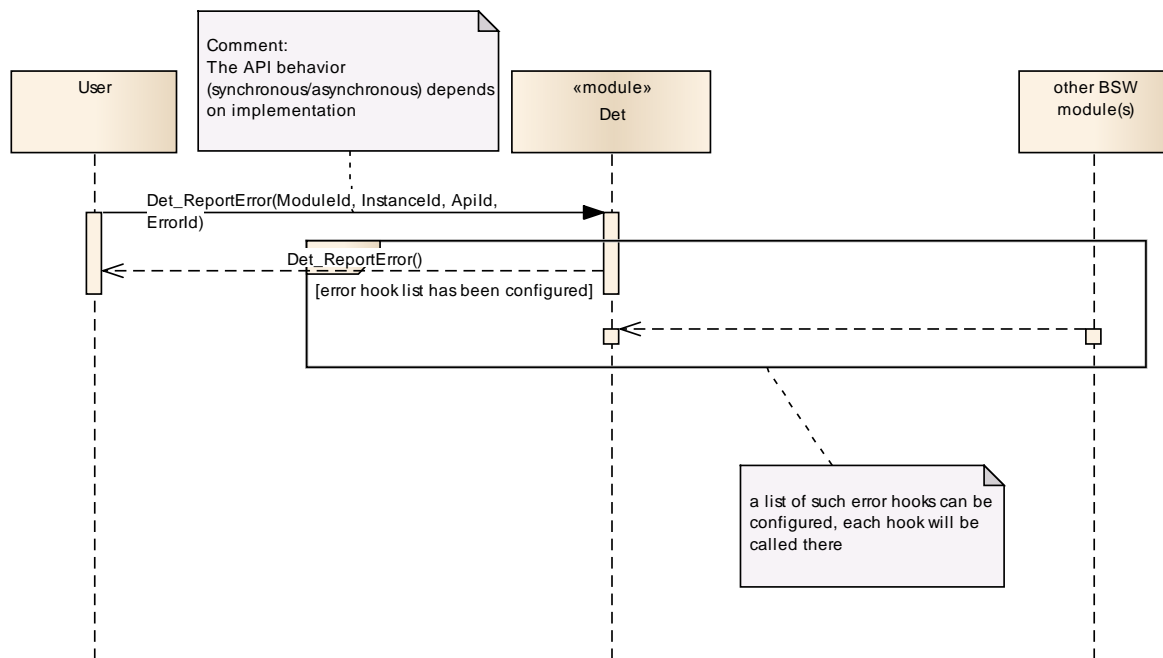 Comment:
The API behavior
(synchronous/asynchronous) depends
on implementation
User
«module»
Det
other BSW
module(s)
Det_ReportError(ModuleId, InstanceId, ApiId,
ErrorId)
Det_ReportError()
[error hook list has been configured]
a list of such error hooks can be
configured, each hook will be
called there